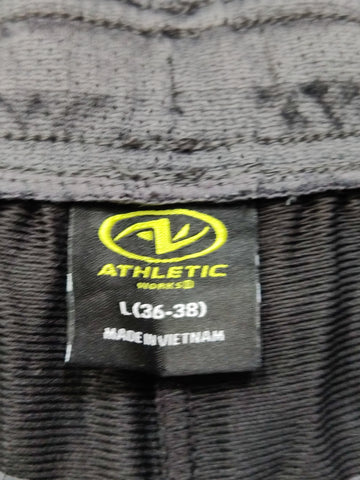 ATHLETIC
WORKS®
L (36-38)
MADE IN VIETNAM